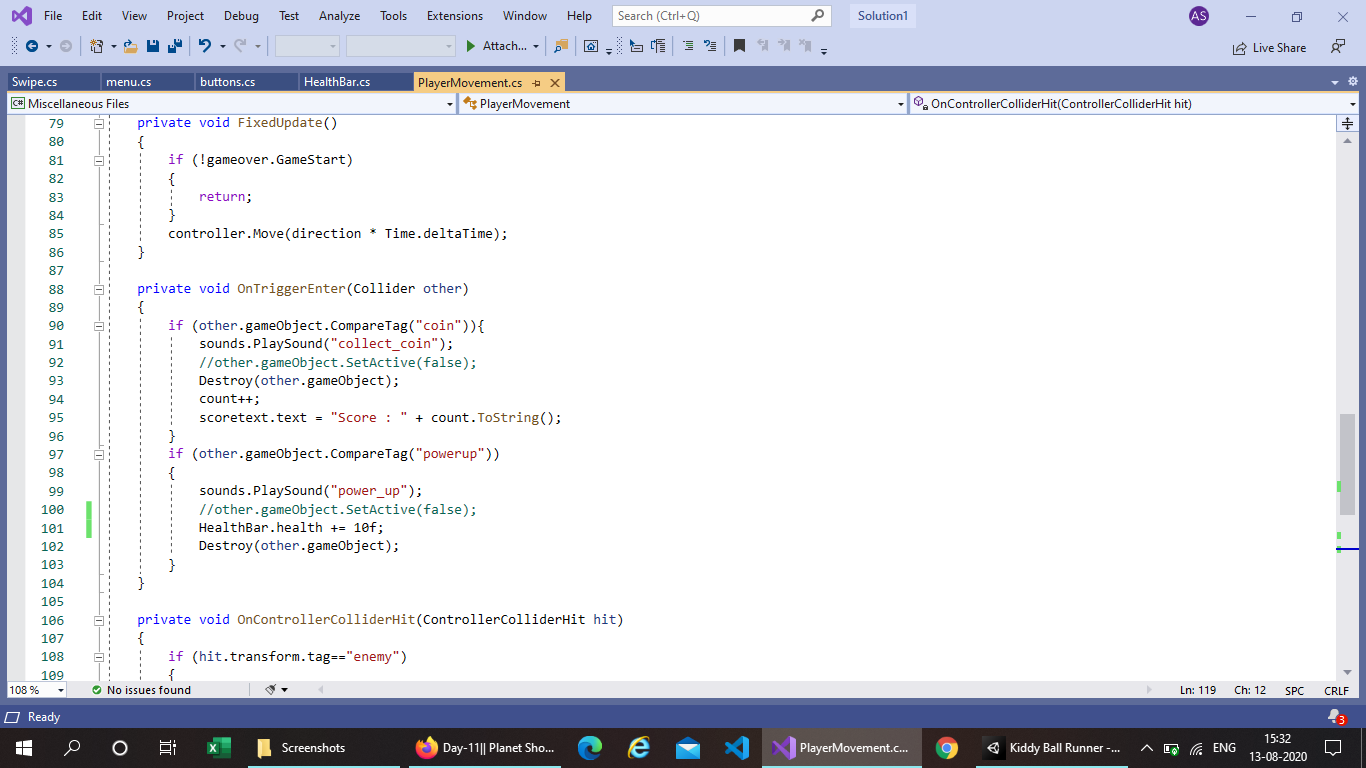 File Edit View Project Debug Test Analyze Tools Extensions Window Help Search (Ctrl+Q) Solution1 AS
Attach... Live Share
Swipe.cs menu.cs buttons.cs HealthBar.cs PlayerMovement.cs
C# Miscellaneous Files PlayerMovement OnControllerColliderHit(ControllerColliderHit hit)
79 private void FixedUpdate()
80 {
81 if (!gameover.GameStart)
82 {
83 return;
84 }
85 controller.Move(direction * Time.deltaTime);
86 }
87
88 private void OnTriggerEnter(Collider other)
89 {
90 if (other.gameObject.CompareTag("coin")){
91 sounds.PlaySound("collect_coin");
92 //other.gameObject.SetActive(false);
93 Destroy(other.gameObject);
94 count++;
95 scoretext.text = "Score : " + count.ToString();
96 }
97 if (other.gameObject.CompareTag("powerup"))
98 {
99 sounds.PlaySound("power_up");
100 //other.gameObject.SetActive(false);
101 HealthBar.health += 10f;
102 Destroy(other.gameObject);
103 }
104 }
105
106 private void OnControllerColliderHit(ControllerColliderHit hit)
107 {
108 if (hit.transform.tag=="enemy")
109 {
108 % No issues found Ln: 119 Ch: 12 SPC CRLF
Ready 3
Screenshots Day-11|| Planet Sho... PlayerMovement.c... Kiddy Ball Runner -... ENG 15:32
13-08-2020